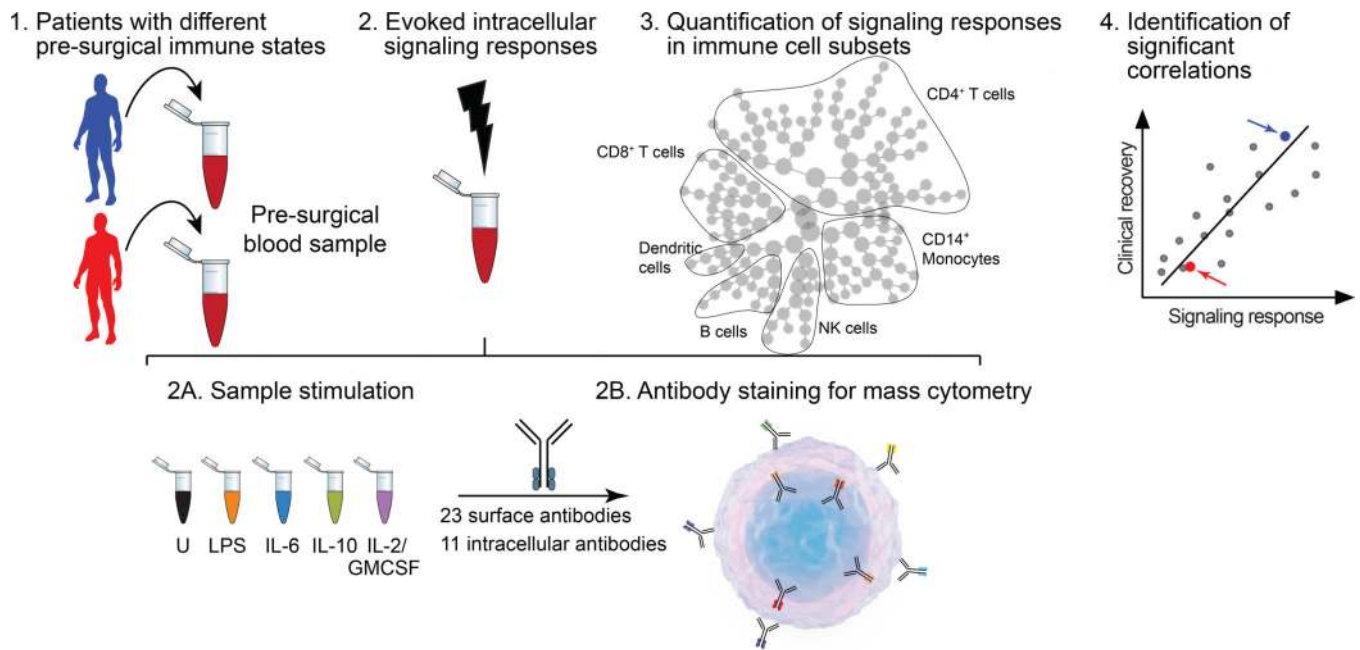 1. Patients with different
pre-surgical immune states
2. Evoked intracellular
signaling responses
3. Quantification of signaling responses
in immune cell subsets
4. Identification of
significant
correlations
Pre-surgical
blood sample
CD4⁺ T cells
CD8⁺ T cells
Dendritic
cells
CD14⁺
Monocytes
B cells
NK cells
Clinical recovery
Signaling response
2A. Sample stimulation
2B. Antibody staining for mass cytometry
U
LPS
IL-6
IL-10
IL-2/
GMCSF
23 surface antibodies
11 intracellular antibodies